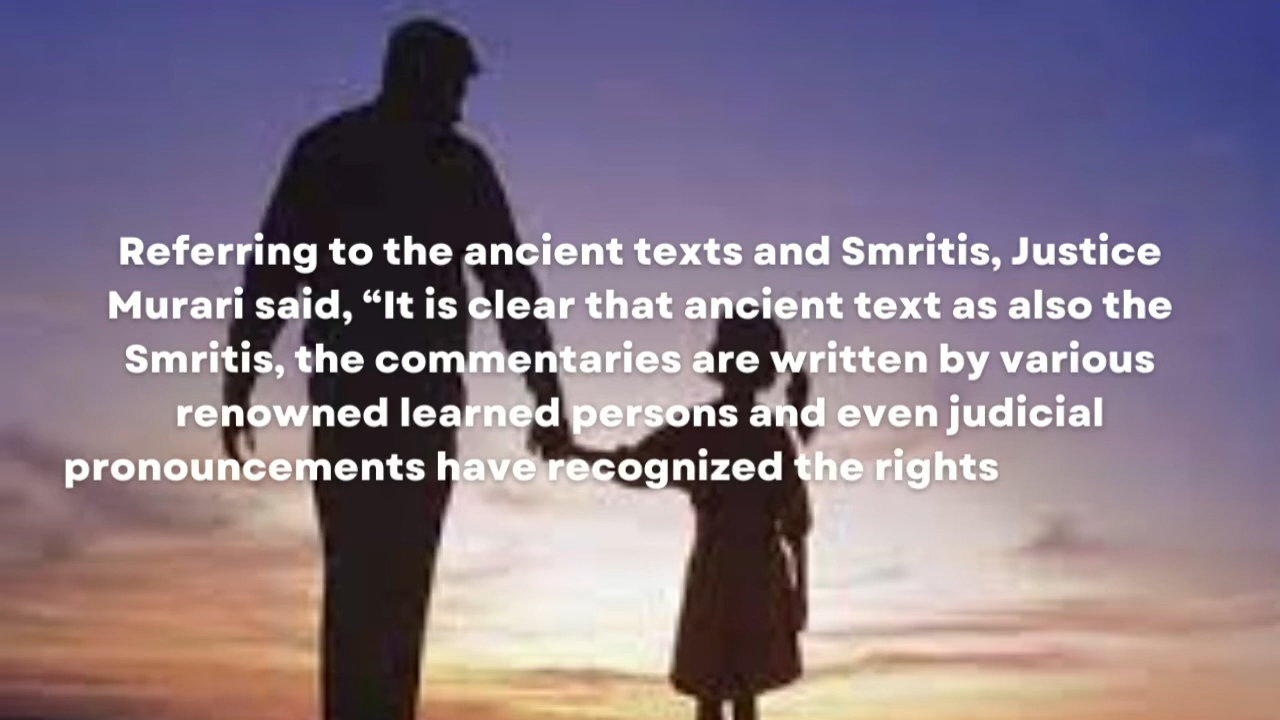 Referring to the ancient texts and Smritis, Justice
Murari said, “It is clear that ancient text as also the
Smritis, the commentaries are written by various
renowned learned persons and even judicial
pronouncements have recognized the rights